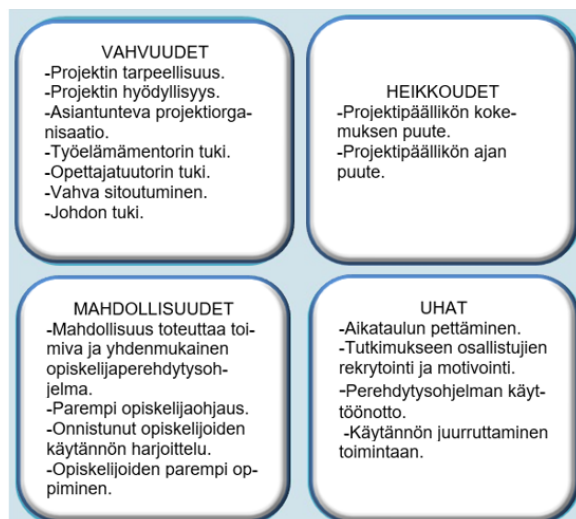 VAHVUUDET
-Projektin tarpeellisuus.
-Projektin hyödyllisyys.
-Asiantunteva projektiorga-
nisaatio.
-Työelämämentorin tuki.
-Opettajatuutorin tuki.
-Vahva sitoutuminen.
-Johdon tuki.
HEIKKOUDET
-Projektipäällikön koke-
muksen puute.
-Projektipäällikön ajan
puute.
MAHDOLLISUUDET
-Mahdollisuus toteuttaa toi-
miva ja yhdenmukainen
opiskelijaperehdytysoh-
jelma.
-Parempi opiskelijaohjaus.
-Onnistunut opiskelijoiden
käytännön harjoittelu.
-Opiskelijoiden parempi op-
piminen.
UHAT
-Aikataulun pettäminen.
-Tutkimukseen osallistujien
rekrytointi ja motivointi.
-Perehdytysohjelman käyt-
töönotto.
-Käytännön juurruttaminen
toimintaan.